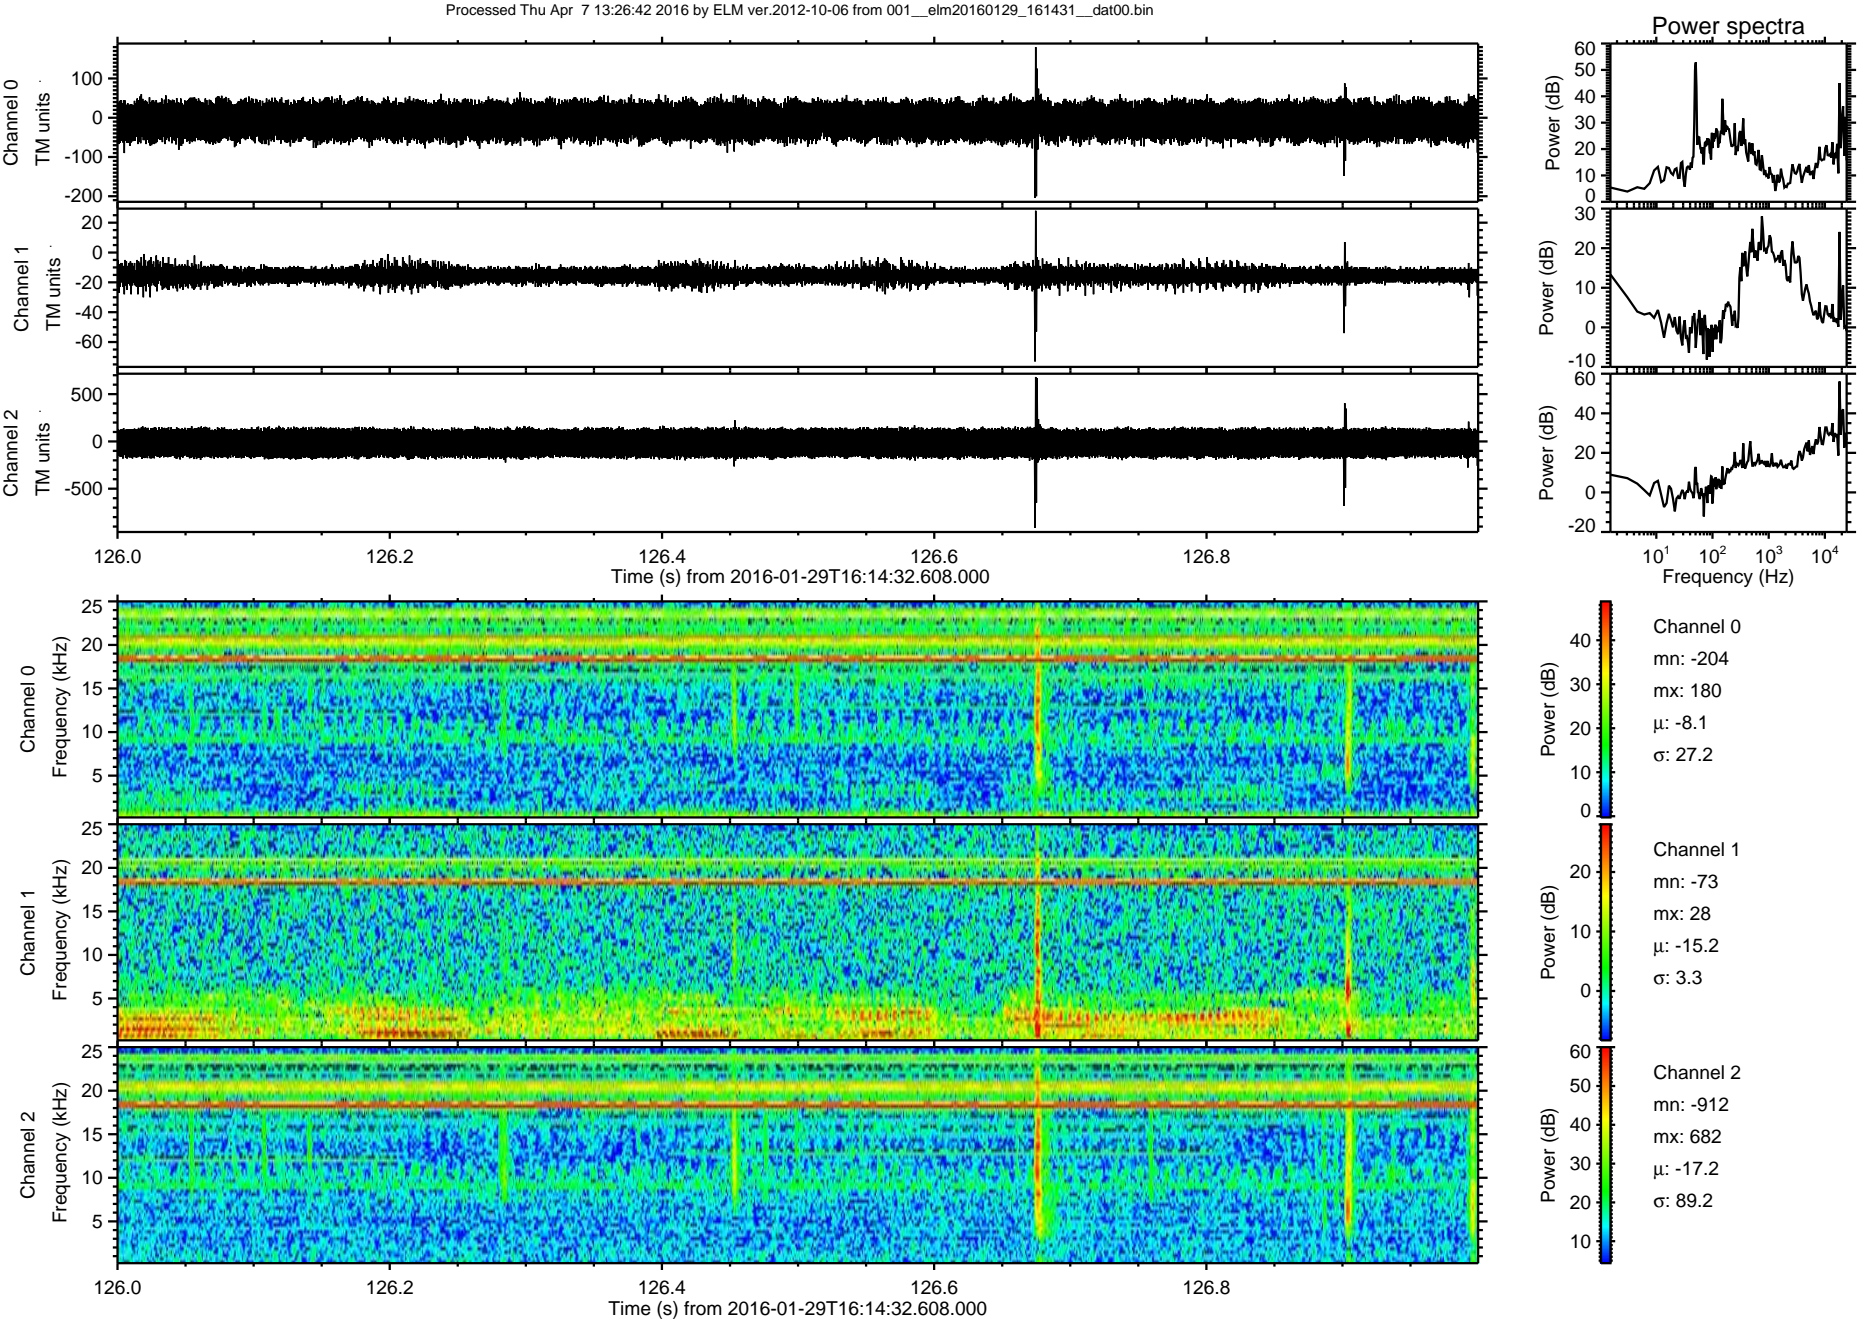 Processed Thu Apr  7 13:26:42 2016 by ELM ver.2012-10-06 from 001__elm20160129_161431__dat00.bin
Power spectra
Channel 0
TM units
100
0
-100
-200
Power (dB)
60
50
40
30
20
10
0
Channel 1
TM units
20
0
-20
-40
-60
Power (dB)
30
20
10
0
-10
Channel 2
TM units
500
0
-500
Power (dB)
60
40
20
0
-20
126.0
126.2
126.4
126.6
126.8
Time (s) from 2016-01-29T16:14:32.608.000
10¹
10²
10³
10⁴
Frequency (Hz)
Channel 0
Frequency (kHz)
25
20
15
10
5
Power (dB)
40
30
20
10
0
Channel 0
mn: -204
mx: 180
μ: -8.1
σ: 27.2
Channel 1
Frequency (kHz)
25
20
15
10
5
Power (dB)
20
10
0
Channel 1
mn: -73
mx: 28
μ: -15.2
σ: 3.3
Channel 2
Frequency (kHz)
25
20
15
10
5
Power (dB)
60
50
40
30
20
10
Channel 2
mn: -912
mx: 682
μ: -17.2
σ: 89.2
126.0
126.2
126.4
126.6
126.8
Time (s) from 2016-01-29T16:14:32.608.000